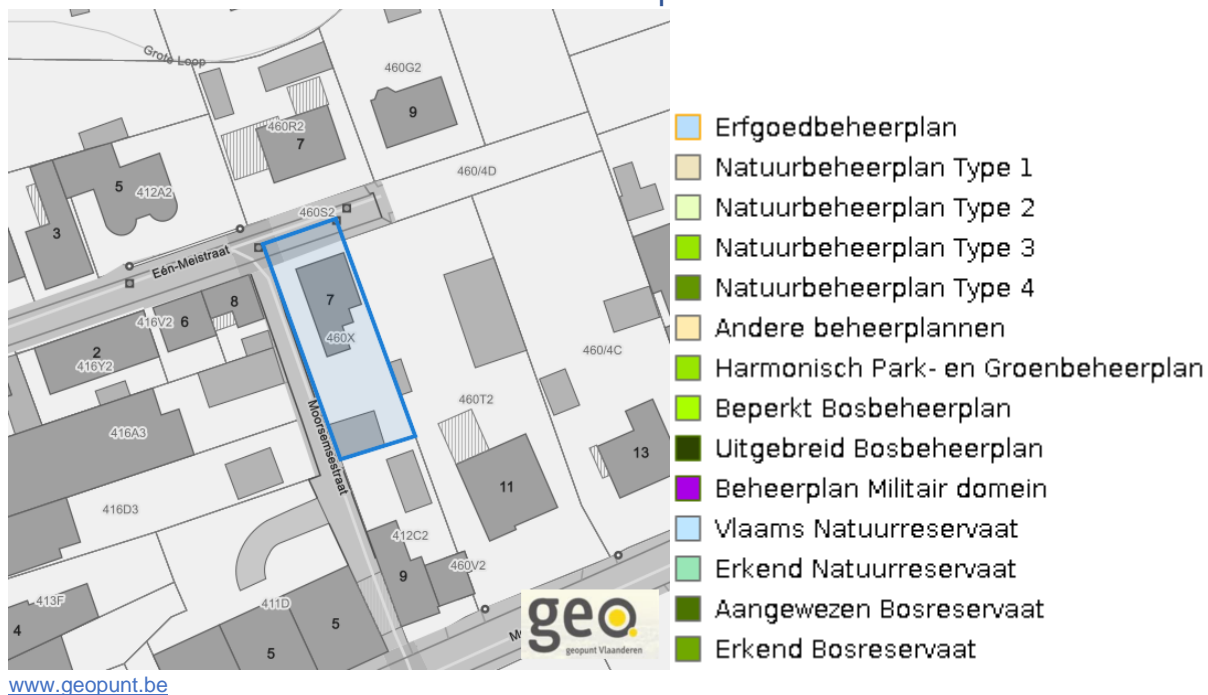 Grote Loop
460G2
9
460R2
7
460/4D
5
412A2
460S2
3
Eén-Meistraat
7
8
416V2
6
460X
2
416Y2
460/4C
460T2
Moorsemsestraat
416A3
13
11
416D3
412C2
460V2
9
413F
411D
4
5
5
geo.
geopunt Vlaanderen
Erfgoedbeheerplan
Natuurbeheerplan Type 1
Natuurbeheerplan Type 2
Natuurbeheerplan Type 3
Natuurbeheerplan Type 4
Andere beheerplannen
Harmonisch Park- en Groenbeheerplan
Beperkt Bosbeheerplan
Uitgebreid Bosbeheerplan
Beheerplan Militair domein
Vlaams Natuurreservaat
Erkend Natuurreservaat
Aangewezen Bosreservaat
Erkend Bosreservaat
www.geopunt.be